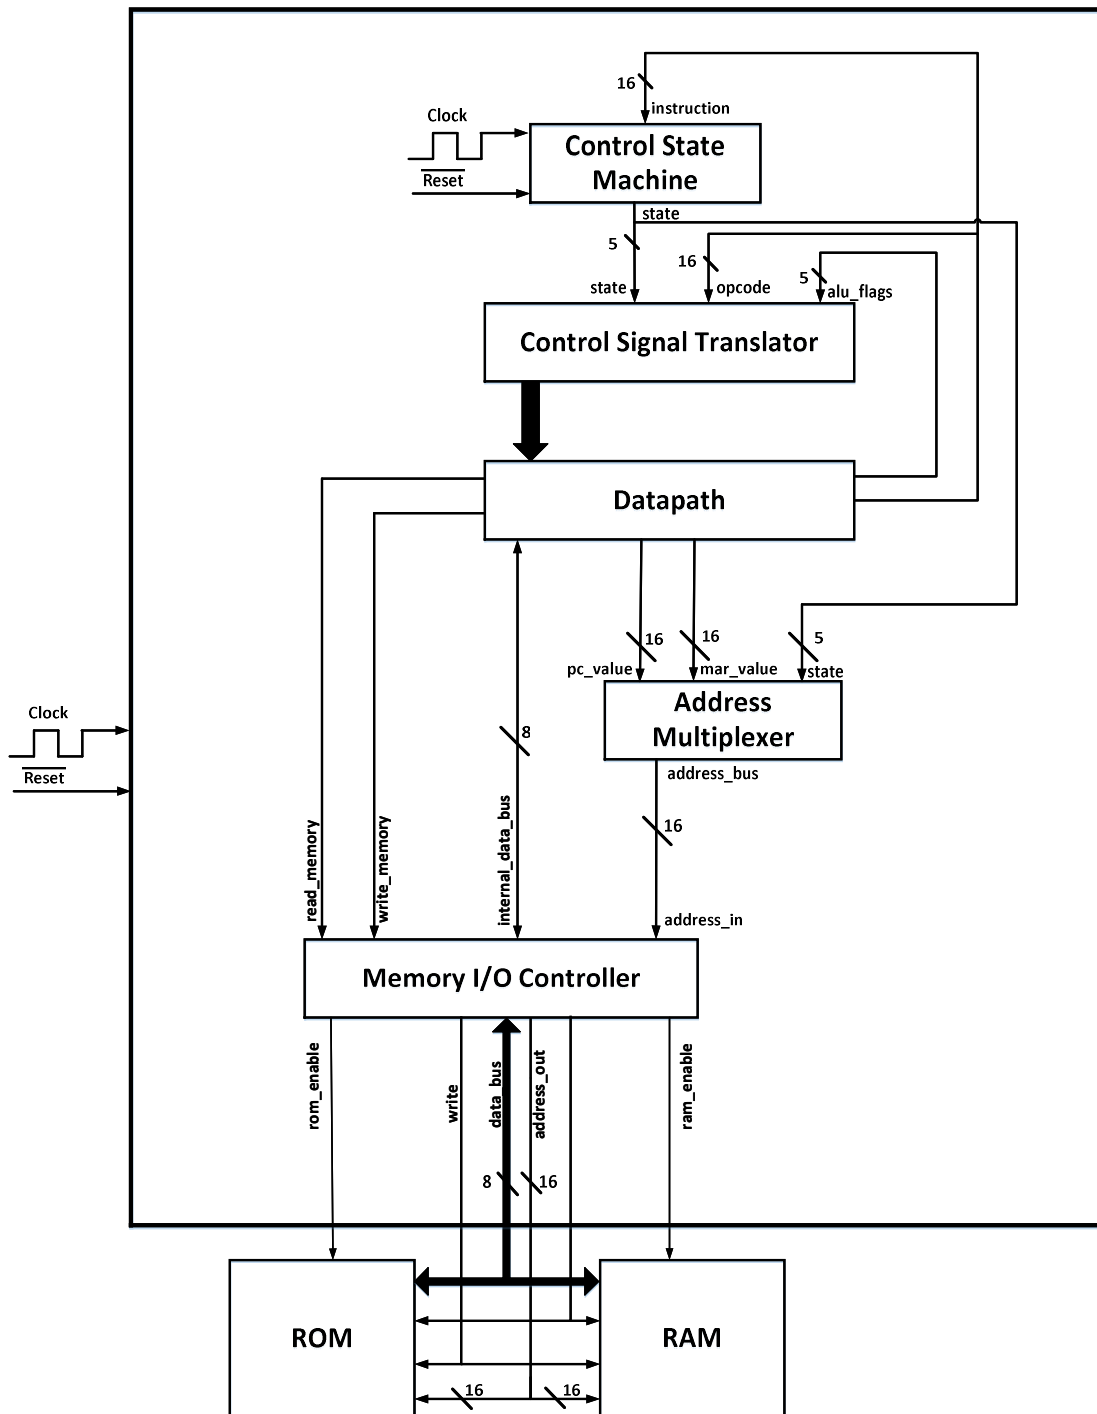 16
instruction
Clock
Control State
Machine
Reset
state
5
16
5
state
opcode
alu_flags
Control Signal Translator
Datapath
16
16
5
pc_value
mar_value
state
Address
Multiplexer
Clock
Reset
8
address_bus
16
read_memory
write_memory
internal_data_bus
address_in
Memory I/O Controller
rom_enable
write
data_bus
address_out
ram_enable
8
16
ROM
RAM
16
16